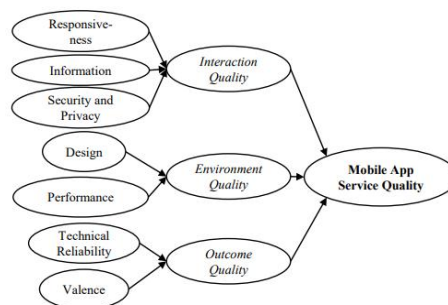 Responsive-
ness
Information
Security and
Privacy
Design
Performance
Technical
Reliability
Valence
Interaction
Quality
Environment
Quality
Outcome
Quality
Mobile App
Service Quality